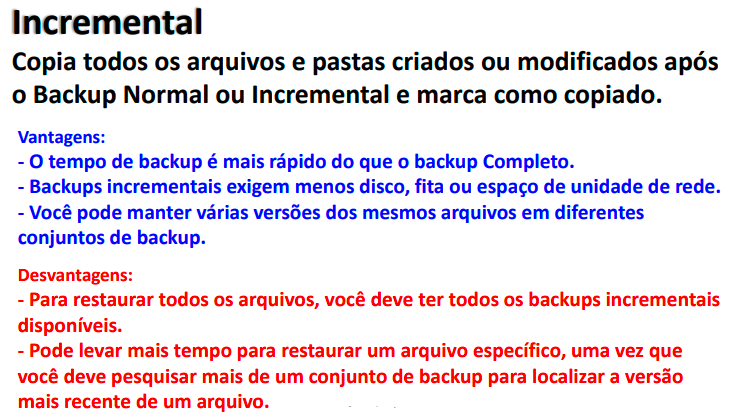 Incremental
Copia todos os arquivos e pastas criados ou modificados após
o Backup Normal ou Incremental e marca como copiado.
Vantagens:
- O tempo de backup é mais rápido do que o backup Completo.
- Backups incrementais exigem menos disco, fita ou espaço de unidade de rede.
- Você pode manter várias versões dos mesmos arquivos em diferentes
conjuntos de backup.
Desvantagens:
- Para restaurar todos os arquivos, você deve ter todos os backups incrementais
disponíveis.
- Pode levar mais tempo para restaurar um arquivo específico, uma vez que
você deve pesquisar mais de um conjunto de backup para localizar a versão
mais recente de um arquivo.